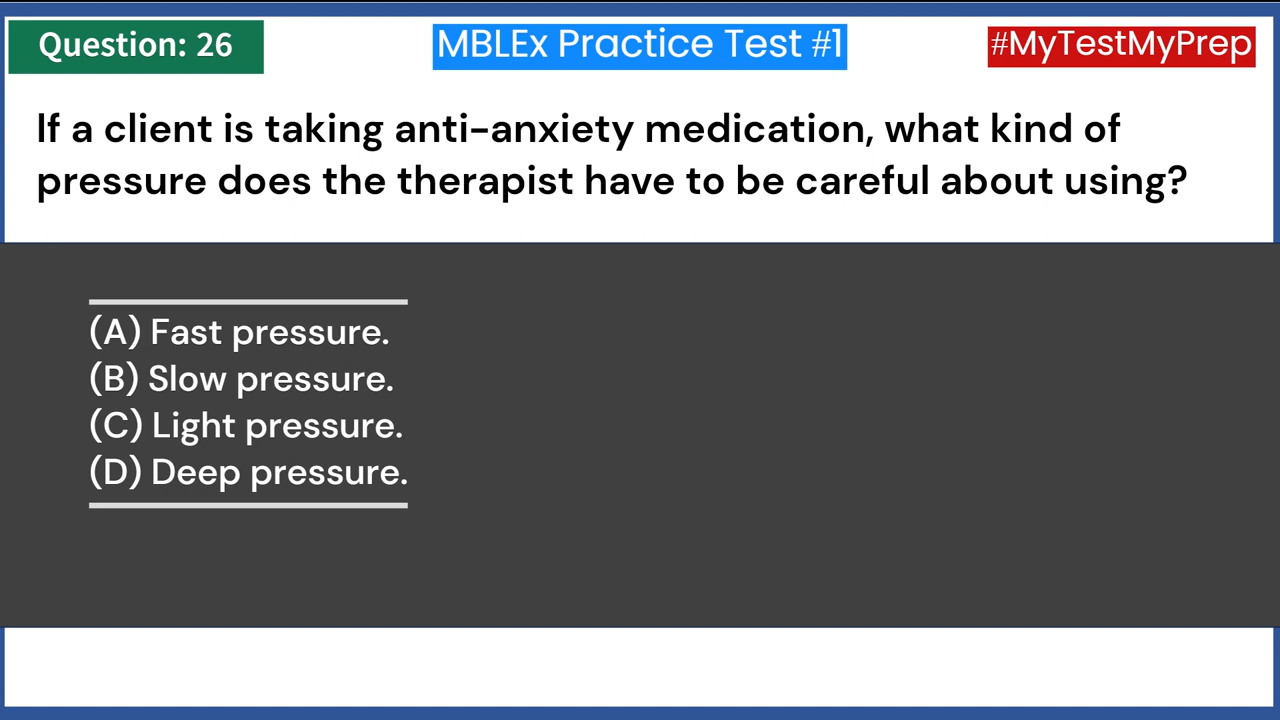 Question: 26
MBLEx Practice Test #1
#MyTestMyPrep
If a client is taking anti-anxiety medication, what kind of
pressure does the therapist have to be careful about using?
(A) Fast pressure.
(B) Slow pressure.
(C) Light pressure.
(D) Deep pressure.